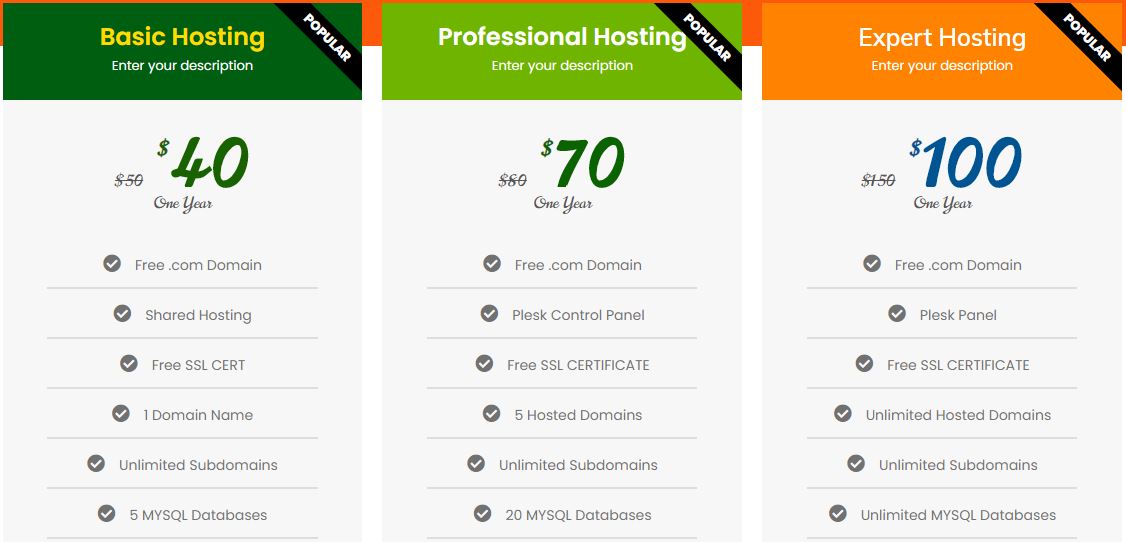 Basic Hosting
POPULAR
Enter your description
$50 $40
One Year
Free .com Domain
Shared Hosting
Free SSL CERT
1 Domain Name
Unlimited Subdomains
5 MYSQL Databases
Professional Hosting
POPULAR
Enter your description
$80 $70
One Year
Free .com Domain
Plesk Control Panel
Free SSL CERTIFICATE
5 Hosted Domains
Unlimited Subdomains
20 MYSQL Databases
Expert Hosting
POPULAR
Enter your description
$150 $100
One Year
Free .com Domain
Plesk Panel
Free SSL CERTIFICATE
Unlimited Hosted Domains
Unlimited Subdomains
Unlimited MYSQL Databases